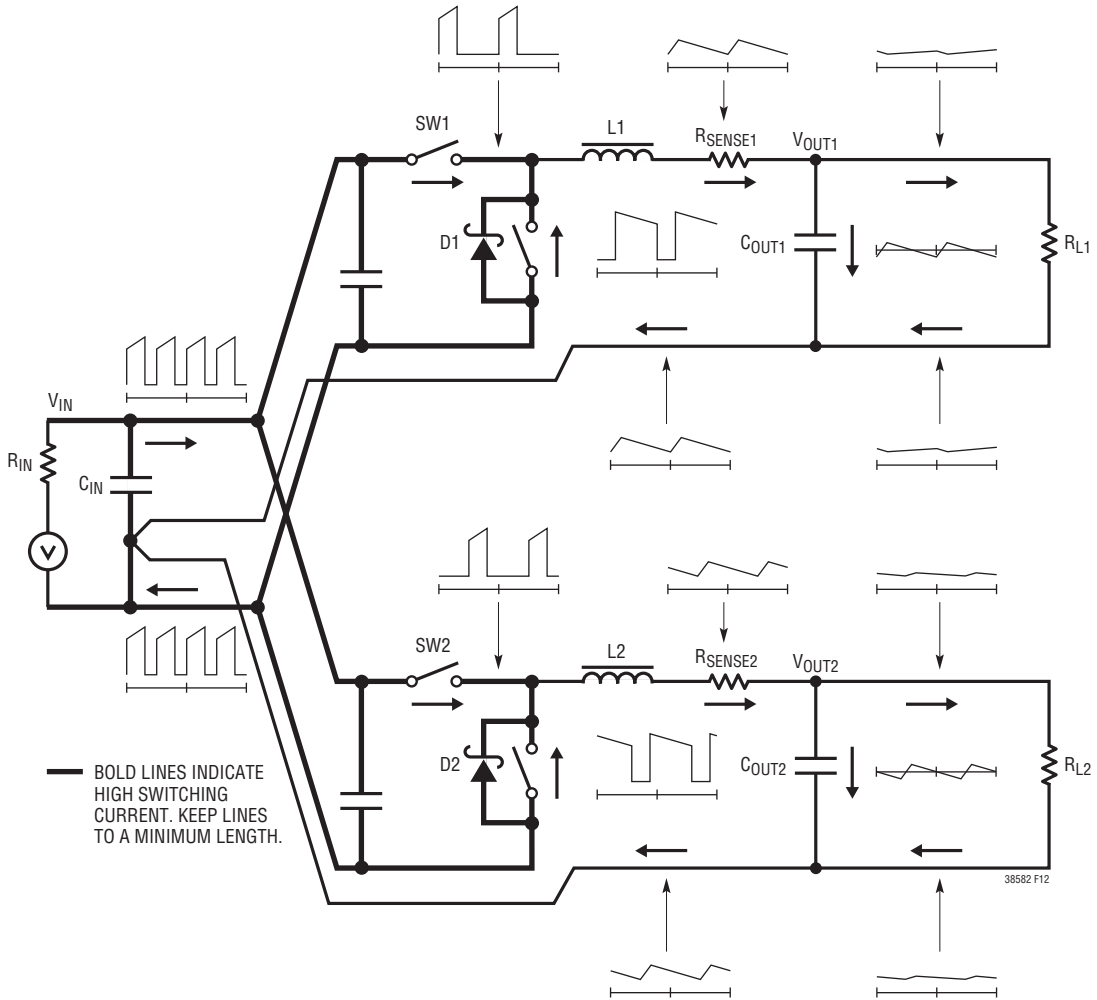 SW1
L1
RSENSE1
VOUT1
D1
COUT1
RL1
VIN
RIN
CIN
V
SW2
L2
RSENSE2
VOUT2
D2
COUT2
RL2
BOLD LINES INDICATE
HIGH SWITCHING
CURRENT. KEEP LINES
TO A MINIMUM LENGTH.
38582 F12